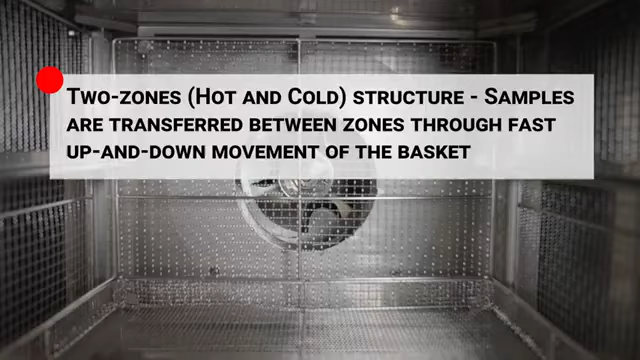 Two-zones (Hot and Cold) structure - Samples
are transferred between zones through fast
up-and-down movement of the basket